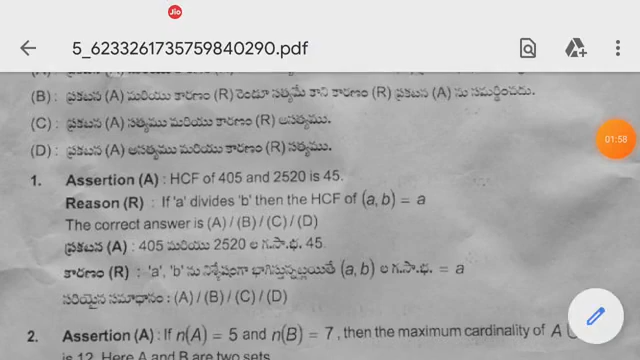 Jio
5_6233261735759840290.pdf
(B) : ప్రకటన (A) మరియు కారణం (R) రెండూ సత్యమే కాని కారణం (R) ప్రకటన (A) ను సమర్థించదు.
(C) : ప్రకటన (A) సత్యము మరియు కారణం (R) అసత్యము.
(D) : ప్రకటన (A) అసత్యము మరియు కారణం (R) సత్యము.
01:58
1. Assertion (A) : HCF of 405 and 2520 is 45.
Reason (R) : If 'a' divides 'b' then the HCF of (a, b) = a
The correct answer is (A) / (B) / (C) / (D)
ప్రకటన (A) : 405 మరియు 2520 ల గ.సా.భ. 45
కారణం (R) : 'a', 'b' ను నిశ్శేషంగా భాగిస్తున్నట్లయితే (a, b) ల గ.సా.భ. = a
సరియైన సమాధానం : (A) / (B) / (C) / (D)
2. Assertion (A) : If n(A) = 5 and n(B) = 7, then the maximum cardinality of A ∪
is 12. Here A and B are two sets